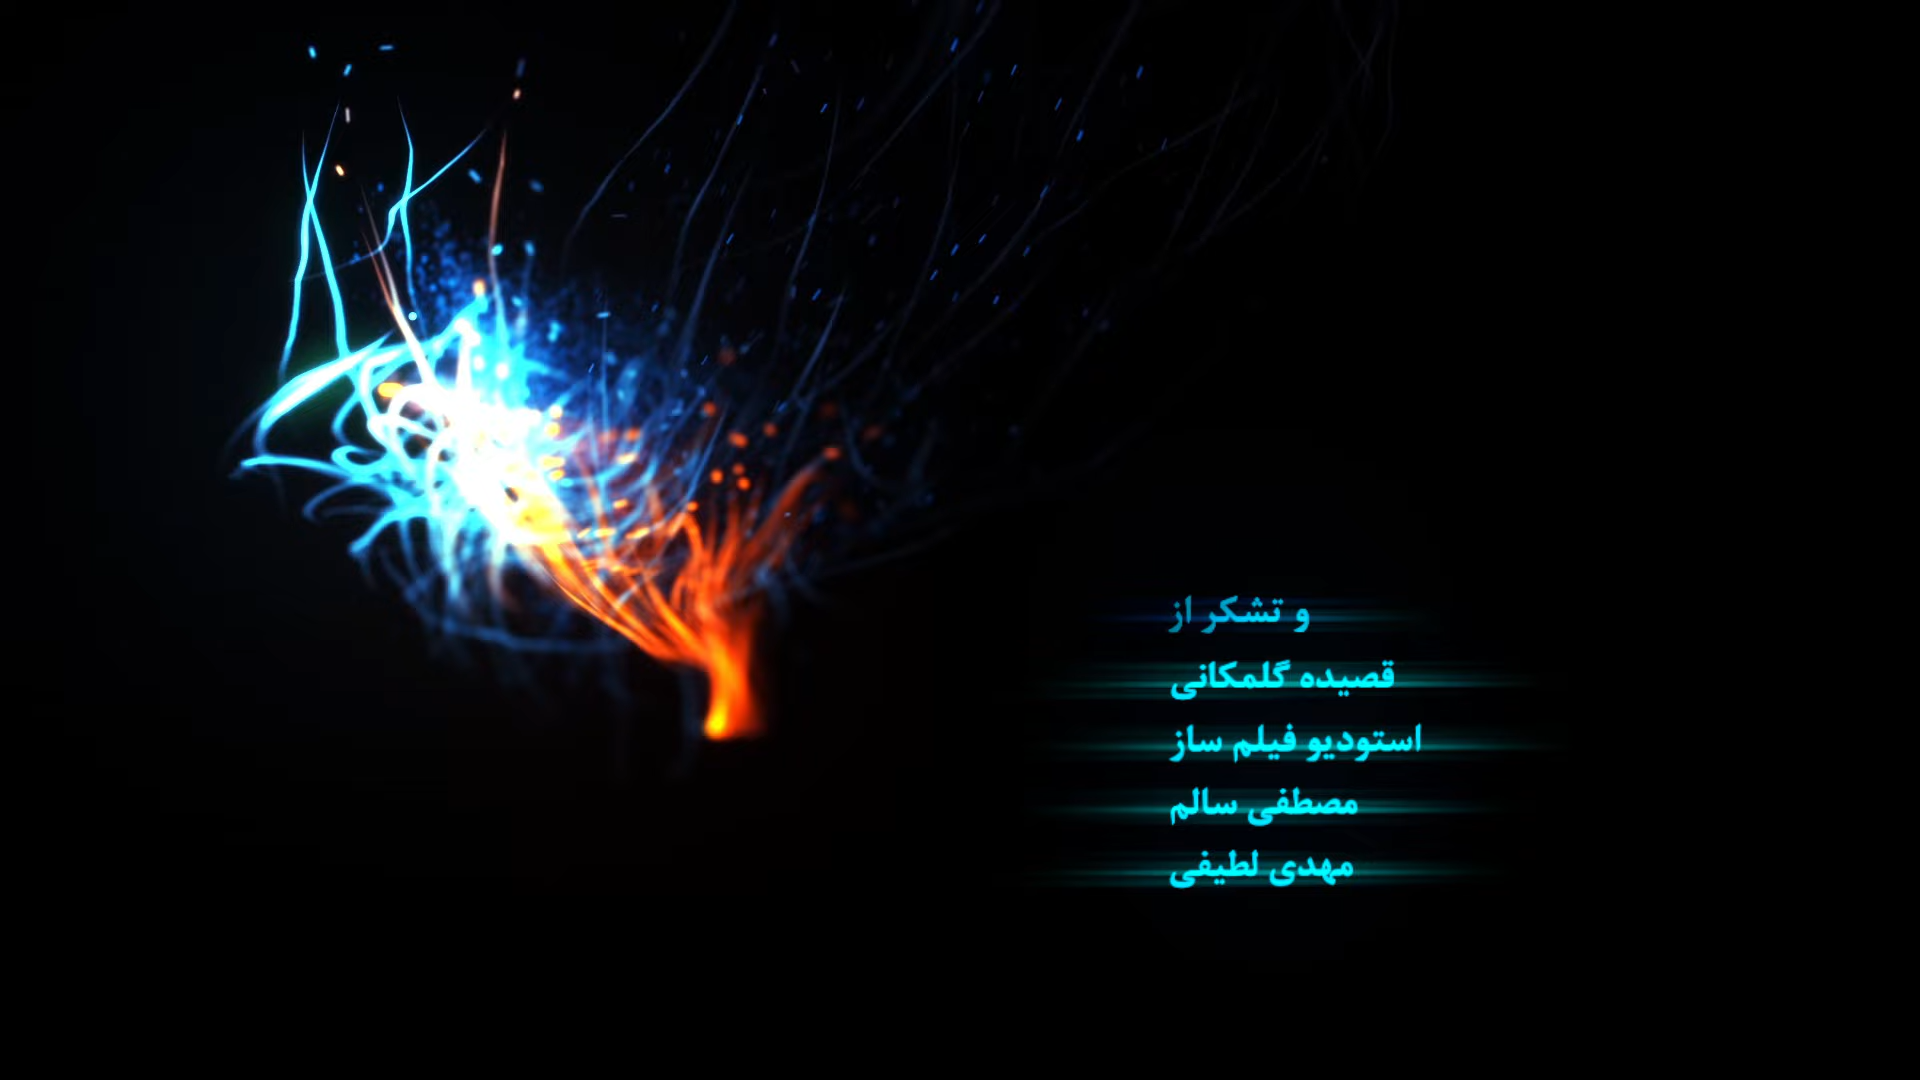 و تشکر از
قصیده گلمکانی
استودیو فیلم ساز
مصطفی سالم
مهدی لطیفی